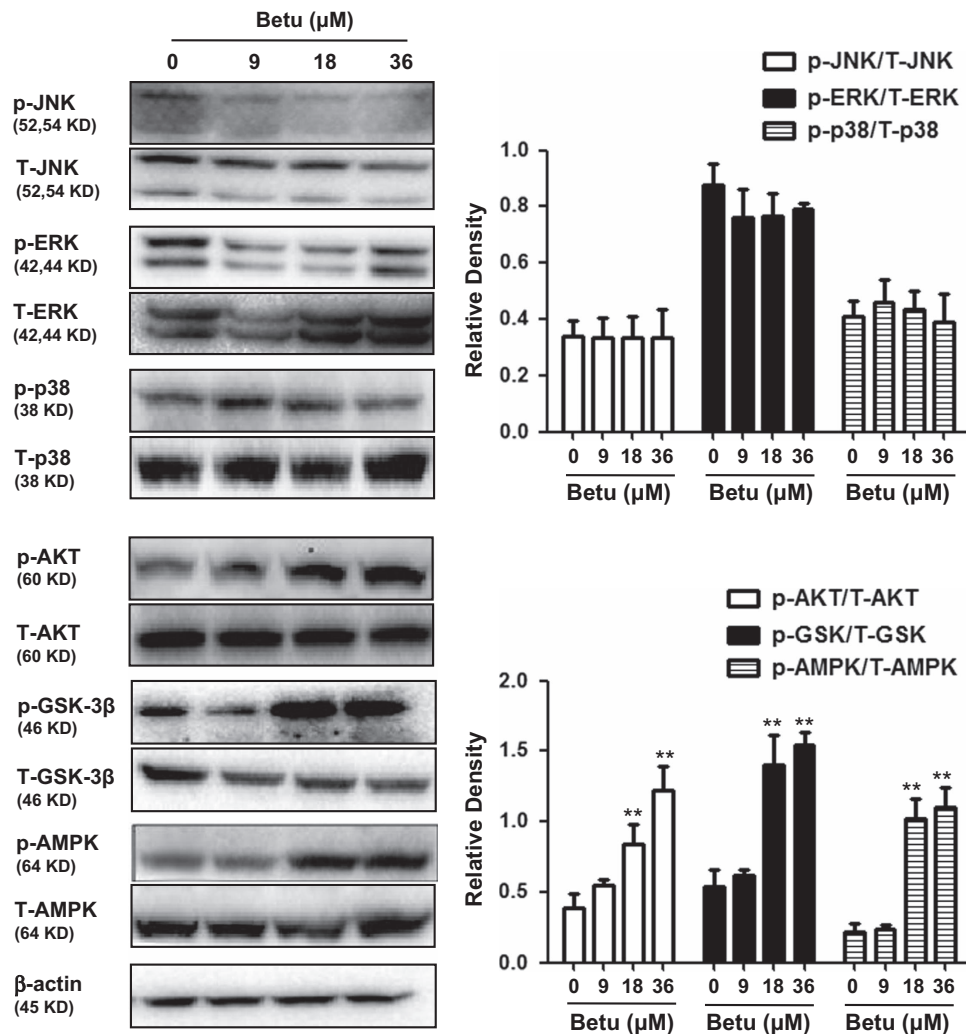 Betu (µM)
0 9 18 36
p-JNK
(52,54 KD)
T-JNK
(52,54 KD)
p-ERK
(42,44 KD)
T-ERK
(42,44 KD)
p-p38
(38 KD)
T-p38
(38 KD)
p-AKT
(60 KD)
T-AKT
(60 KD)
p-GSK-3β
(46 KD)
T-GSK-3β
(46 KD)
p-AMPK
(64 KD)
T-AMPK
(64 KD)
β-actin
(45 KD)
p-JNK/T-JNK
p-ERK/T-ERK
p-p38/T-p38
Relative Density
1.0
0.8
0.6
0.4
0.2
0.0
0 9 18 36 0 9 18 36 0 9 18 36
Betu (µM) Betu (µM) Betu (µM)
p-AKT/T-AKT
p-GSK/T-GSK
p-AMPK/T-AMPK
Relative Density
2.0
1.5
1.0
0.5
0.0
** ** ** ** ** **
0 9 18 36 0 9 18 36 0 9 18 36
Betu (µM) Betu (µM) Betu (µM)